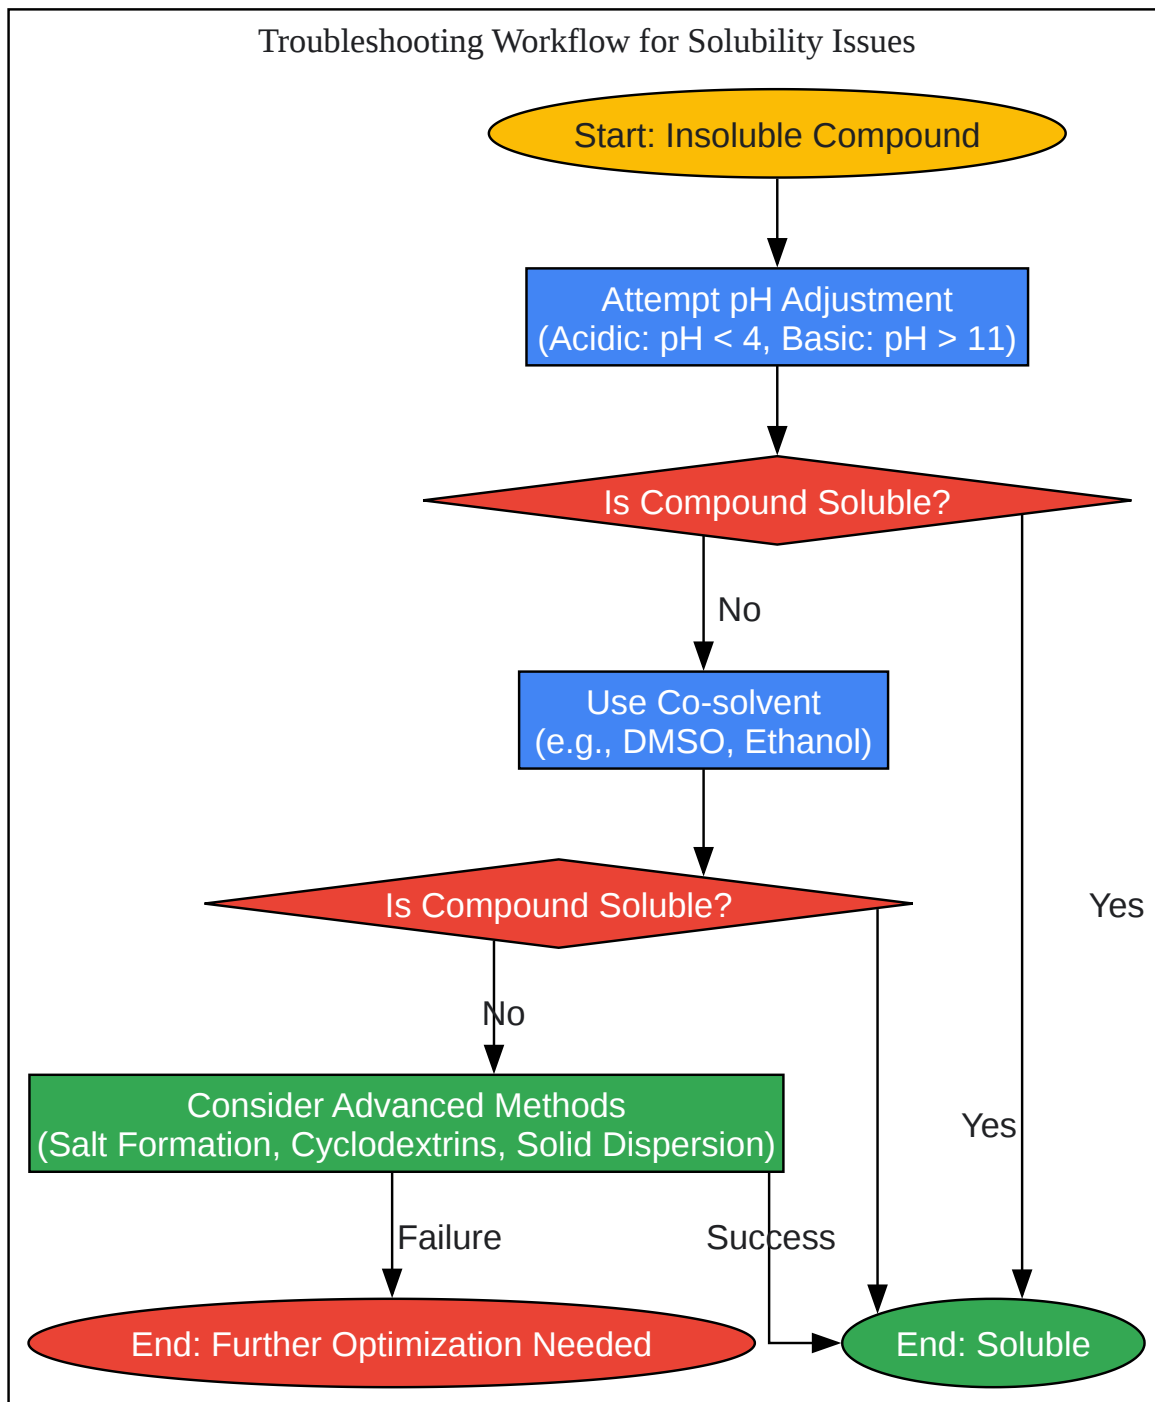 Troubleshooting Workflow for Solubility Issues
Start: Insoluble Compound
Attempt pH Adjustment
(Acidic: pH < 4, Basic: pH > 11)
Is Compound Soluble?
No
Use Co-solvent
(e.g., DMSO, Ethanol)
Is Compound Soluble?
Yes
No
Consider Advanced Methods
(Salt Formation, Cyclodextrins, Solid Dispersion)
Yes
Failure
Success
End: Further Optimization Needed
End: Soluble